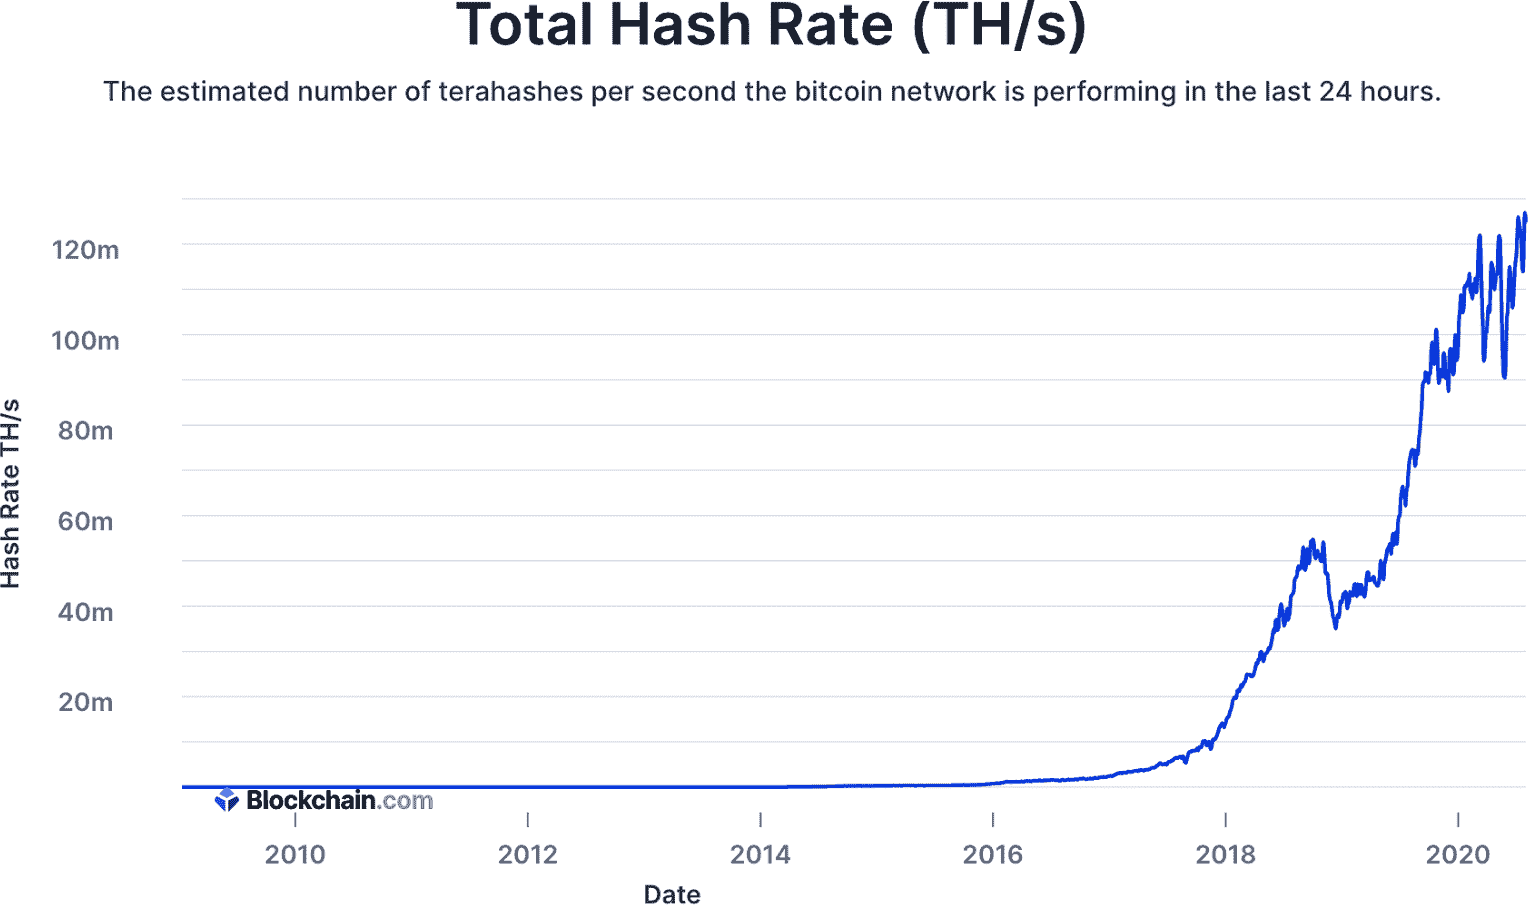 Total Hash Rate (TH/s)
The estimated number of terahashes per second the bitcoin network is performing in the last 24 hours.
120m
100m
80m
60m
40m
20m
Hash Rate TH/s
Blockchain.com
2010 2012 2014 2016 2018 2020
Date